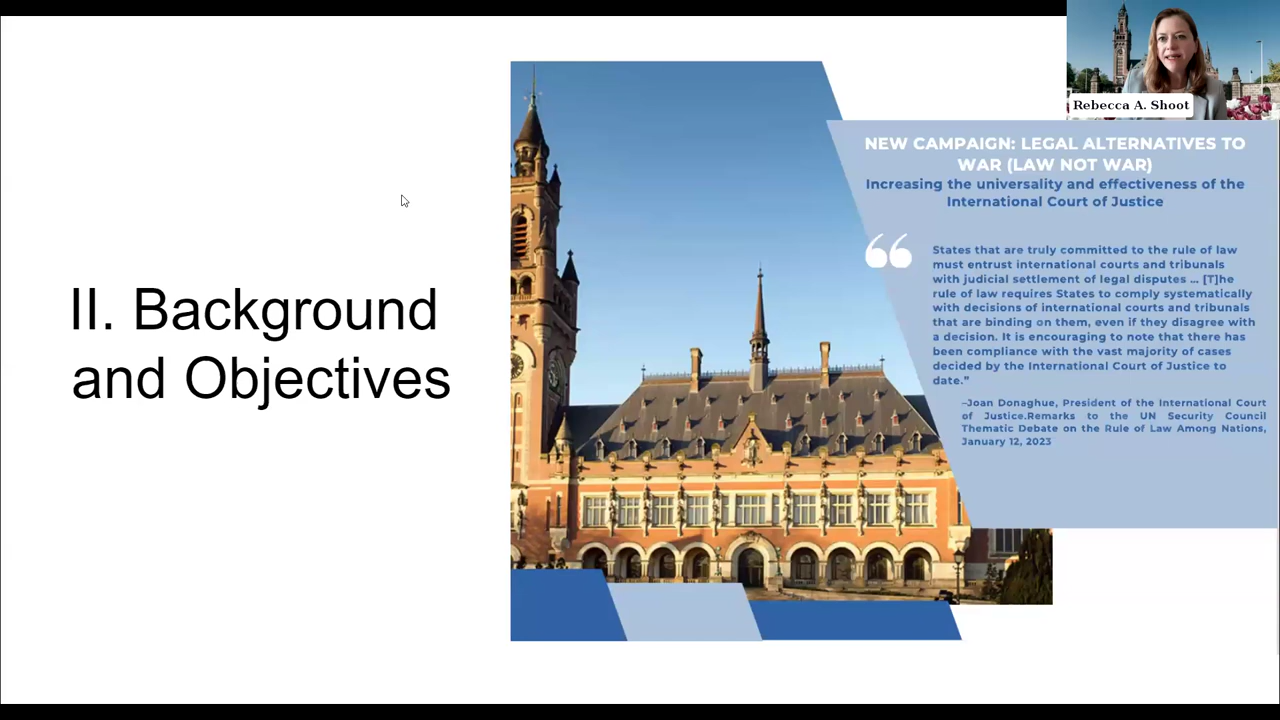 Rebecca A. Shoot
II. Background
and Objectives
NEW CAMPAIGN: LEGAL ALTERNATIVES TO
WAR (LAW NOT WAR)
Increasing the universality and effectiveness of the
International Court of Justice
“
States that are truly committed to the rule of law
must entrust international courts and tribunals
with judicial settlement of legal disputes ... [T]he
rule of law requires States to comply systematically
with decisions of international courts and tribunals
that are binding on them, even if they disagree with
a decision. It is encouraging to note that there has
been compliance with the vast majority of cases
decided by the International Court of Justice to
date.”
–Joan Donaghue, President of the International Court
of Justice.Remarks to the UN Security Council
Thematic Debate on the Rule of Law Among Nations,
January 12, 2023